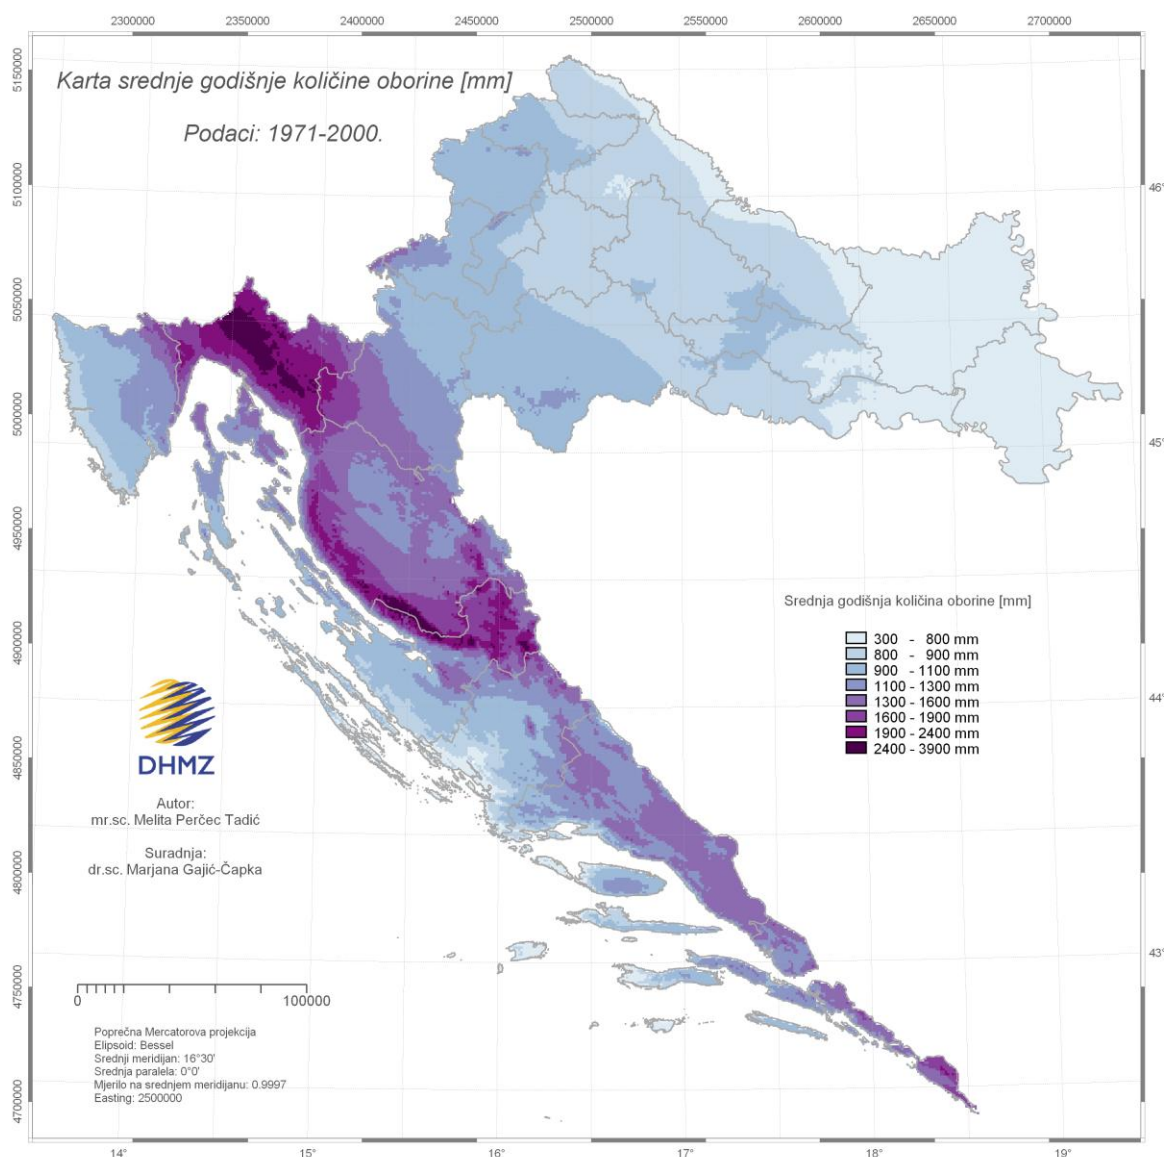 2300000 2350000 2400000 2450000 2500000 2550000 2600000 2650000 2700000
Karta srednje godišnje količine oborine [mm]
Podaci: 1971-2000.
5150000
5100000
5050000
5000000
4950000
4900000
4850000
4800000
4750000
4700000
46°
45°
44°
43°
Srednja godišnja količina oborine [mm]
300 - 800 mm
800 - 900 mm
900 - 1100 mm
1100 - 1300 mm
1300 - 1600 mm
1600 - 1900 mm
1900 - 2400 mm
2400 - 3900 mm
DHMZ
Autor:
mr.sc. Melita Perčec Tadić
Suradnja:
dr.sc. Marjana Gajić-Čapka
0 100000
Poprečna Mercatorova projekcija
Elipsoid: Bessel
Srednji meridijan: 16°30'
Srednja paralela: 0°0'
Mjerilo na srednjem meridijanu: 0.9997
Easting: 2500000
14° 15° 16° 17° 18° 19°